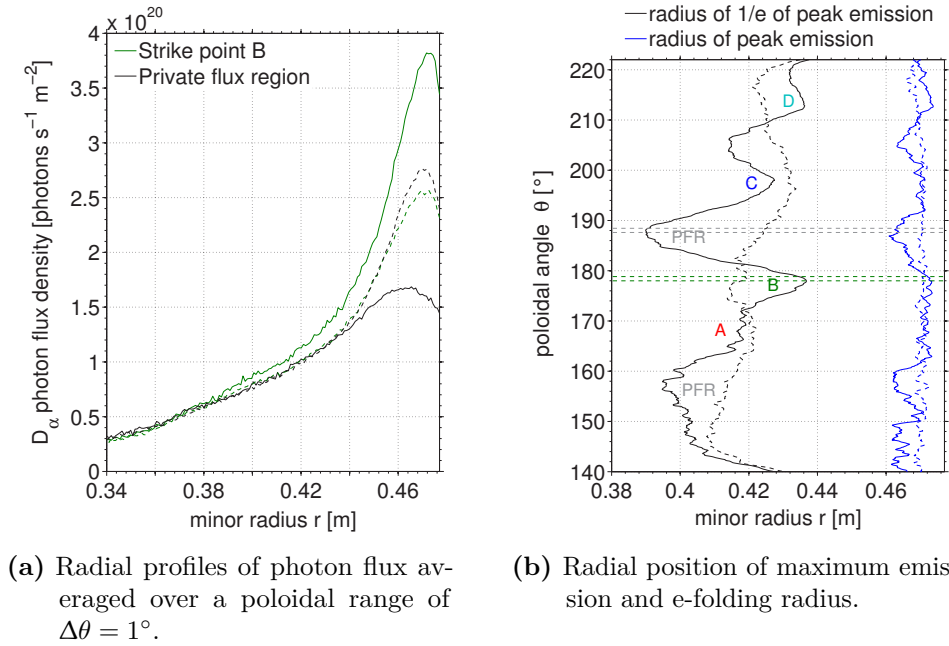 × 10^20
4
3.5
3
2.5
2
1.5
1
0.5
0
0.34
0.38
0.42
0.46
D_α photon flux density [photons s^−1 m^−2]
minor radius r [m]
Strike point B
Private flux region
(a) Radial profiles of photon flux av-
eraged over a poloidal range of
Δθ = 1°.
radius of 1/e of peak emission
radius of peak emission
220
210
200
190
180
170
160
150
140
0.38
0.4
0.42
0.44
0.46
poloidal angle θ [°]
minor radius r [m]
D
C
PFR
B
A
PFR
(b) Radial position of maximum emis
sion and e-folding radius.